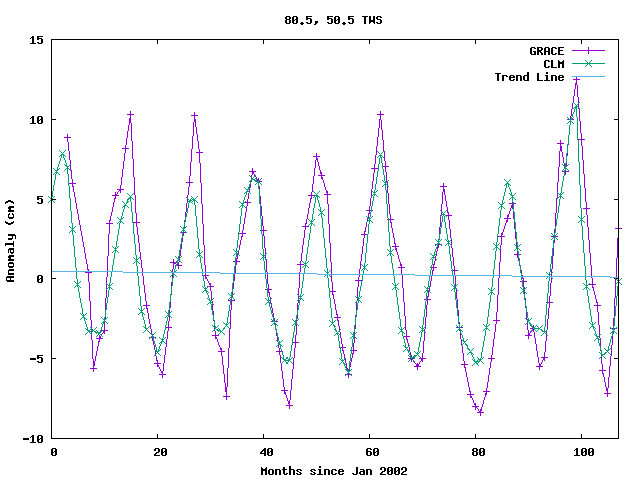 80.5, 50.5 TWS
GRACE
CLM
Trend Line
15
10
5
0
-5
-10
Anomaly (cm)
0 20 40 60 80 100
Months since Jan 2002